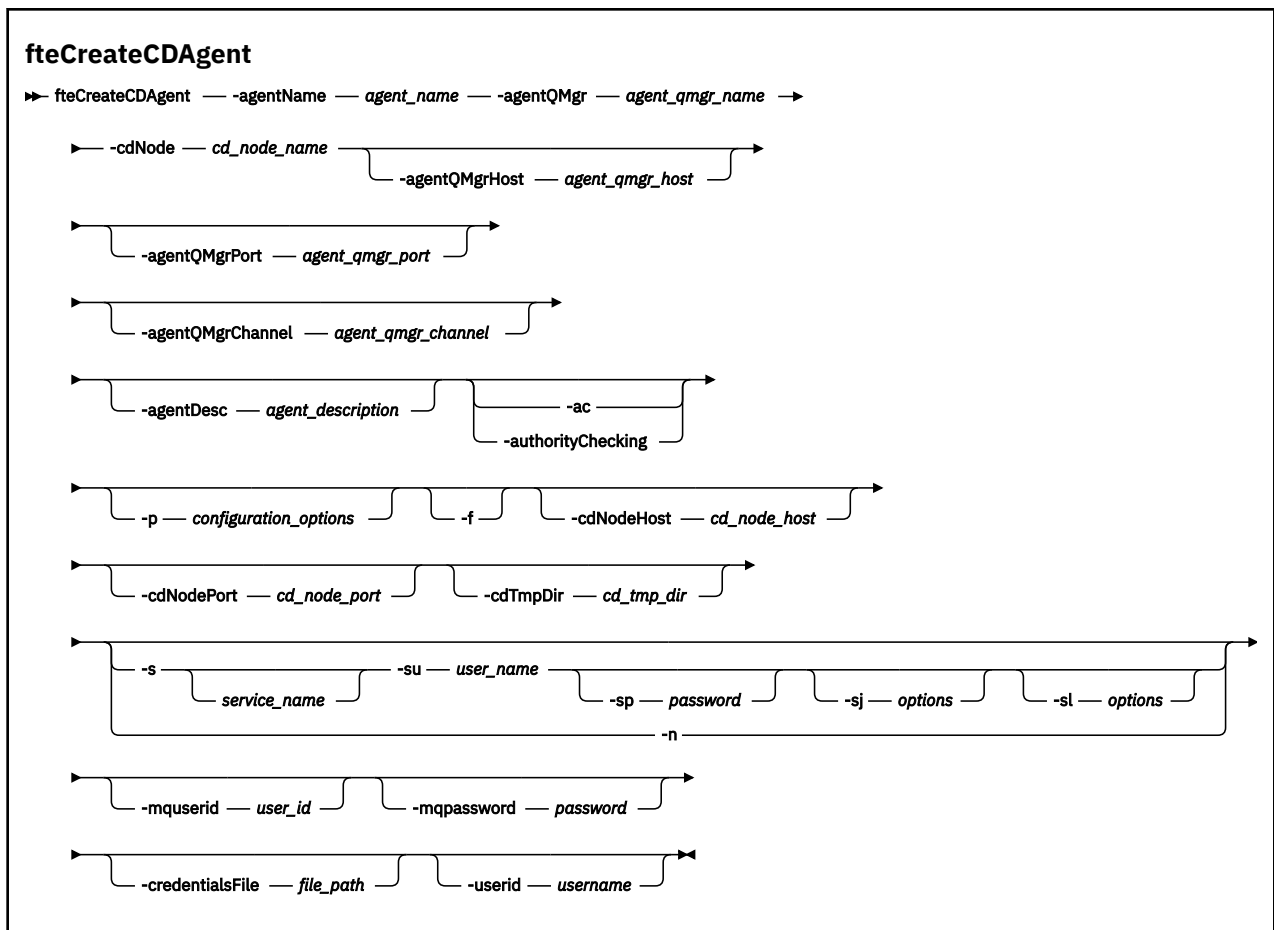 fteCreateCDAgent
fteCreateCDAgent -agentName agent_name -agentQMgr agent_qmgr_name
-cdNode cd_node_name
-agentQMgrHost agent_qmgr_host
-agentQMgrPort agent_qmgr_port
-agentQMgrChannel agent_qmgr_channel
-agentDesc agent_description -ac
-authorityChecking
-p configuration_options -f -cdNodeHost cd_node_host
-cdNodePort cd_node_port -cdTmpDir cd_tmp_dir
-s -su user_name
service_name -sp password -sj options -sl options
-n
-mquserid user_id -mqpassword password
-credentialsFile file_path -userid username